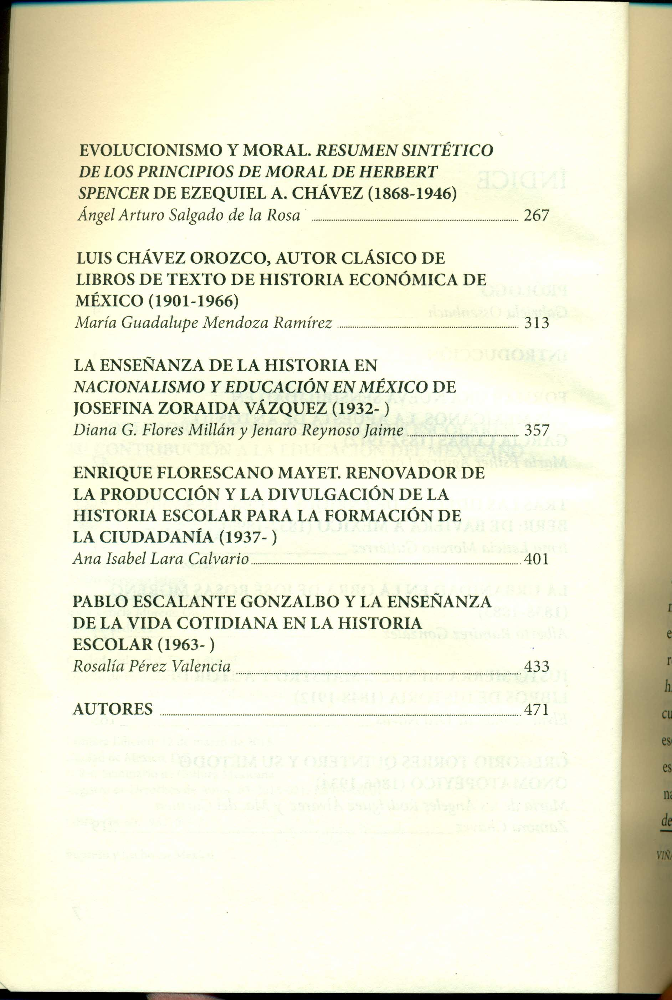 EVOLUCIONISMO Y MORAL. RESUMEN SINTÉTICO
DE LOS PRINCIPIOS DE MORAL DE HERBERT
SPENCER DE EZEQUIEL A. CHÁVEZ (1868-1946)
Ángel Arturo Salgado de la Rosa 267
LUIS CHÁVEZ OROZCO, AUTOR CLÁSICO DE
LIBROS DE TEXTO DE HISTORIA ECONÓMICA DE
MÉXICO (1901-1966)
María Guadalupe Mendoza Ramírez 313
LA ENSEÑANZA DE LA HISTORIA EN
NACIONALISMO Y EDUCACIÓN EN MÉXICO DE
JOSEFINA ZORAIDA VÁZQUEZ (1932- )
Diana G. Flores Millán y Jenaro Reynoso Jaime 357
ENRIQUE FLORESCANO MAYET. RENOVADOR DE
LA PRODUCCIÓN Y LA DIVULGACIÓN DE LA
HISTORIA ESCOLAR PARA LA FORMACIÓN DE
LA CIUDADANÍA (1937- )
Ana Isabel Lara Calvario 401
PABLO ESCALANTE GONZALBO Y LA ENSEÑANZA
DE LA VIDA COTIDIANA EN LA HISTORIA
ESCOLAR (1963- )
Rosalía Pérez Valencia 433
AUTORES 471